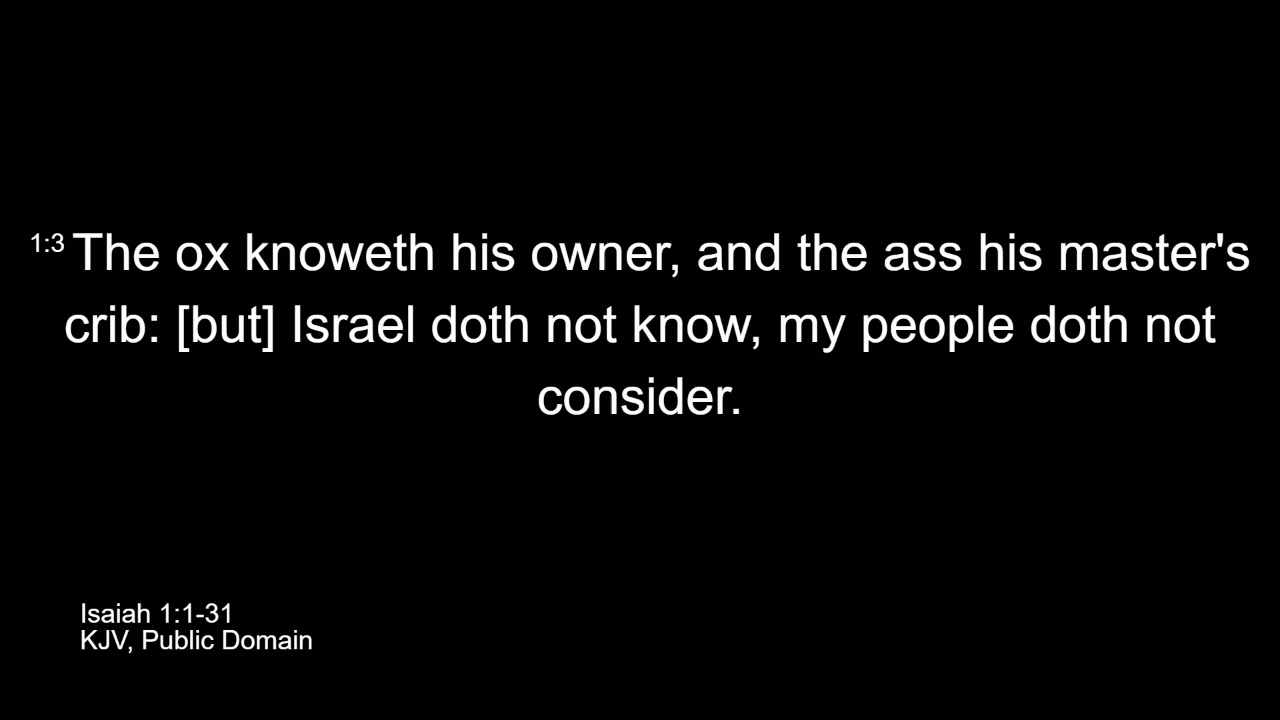 1:3 The ox knoweth his owner, and the ass his master's
crib: [but] Israel doth not know, my people doth not
consider.
Isaiah 1:1-31
KJV, Public Domain